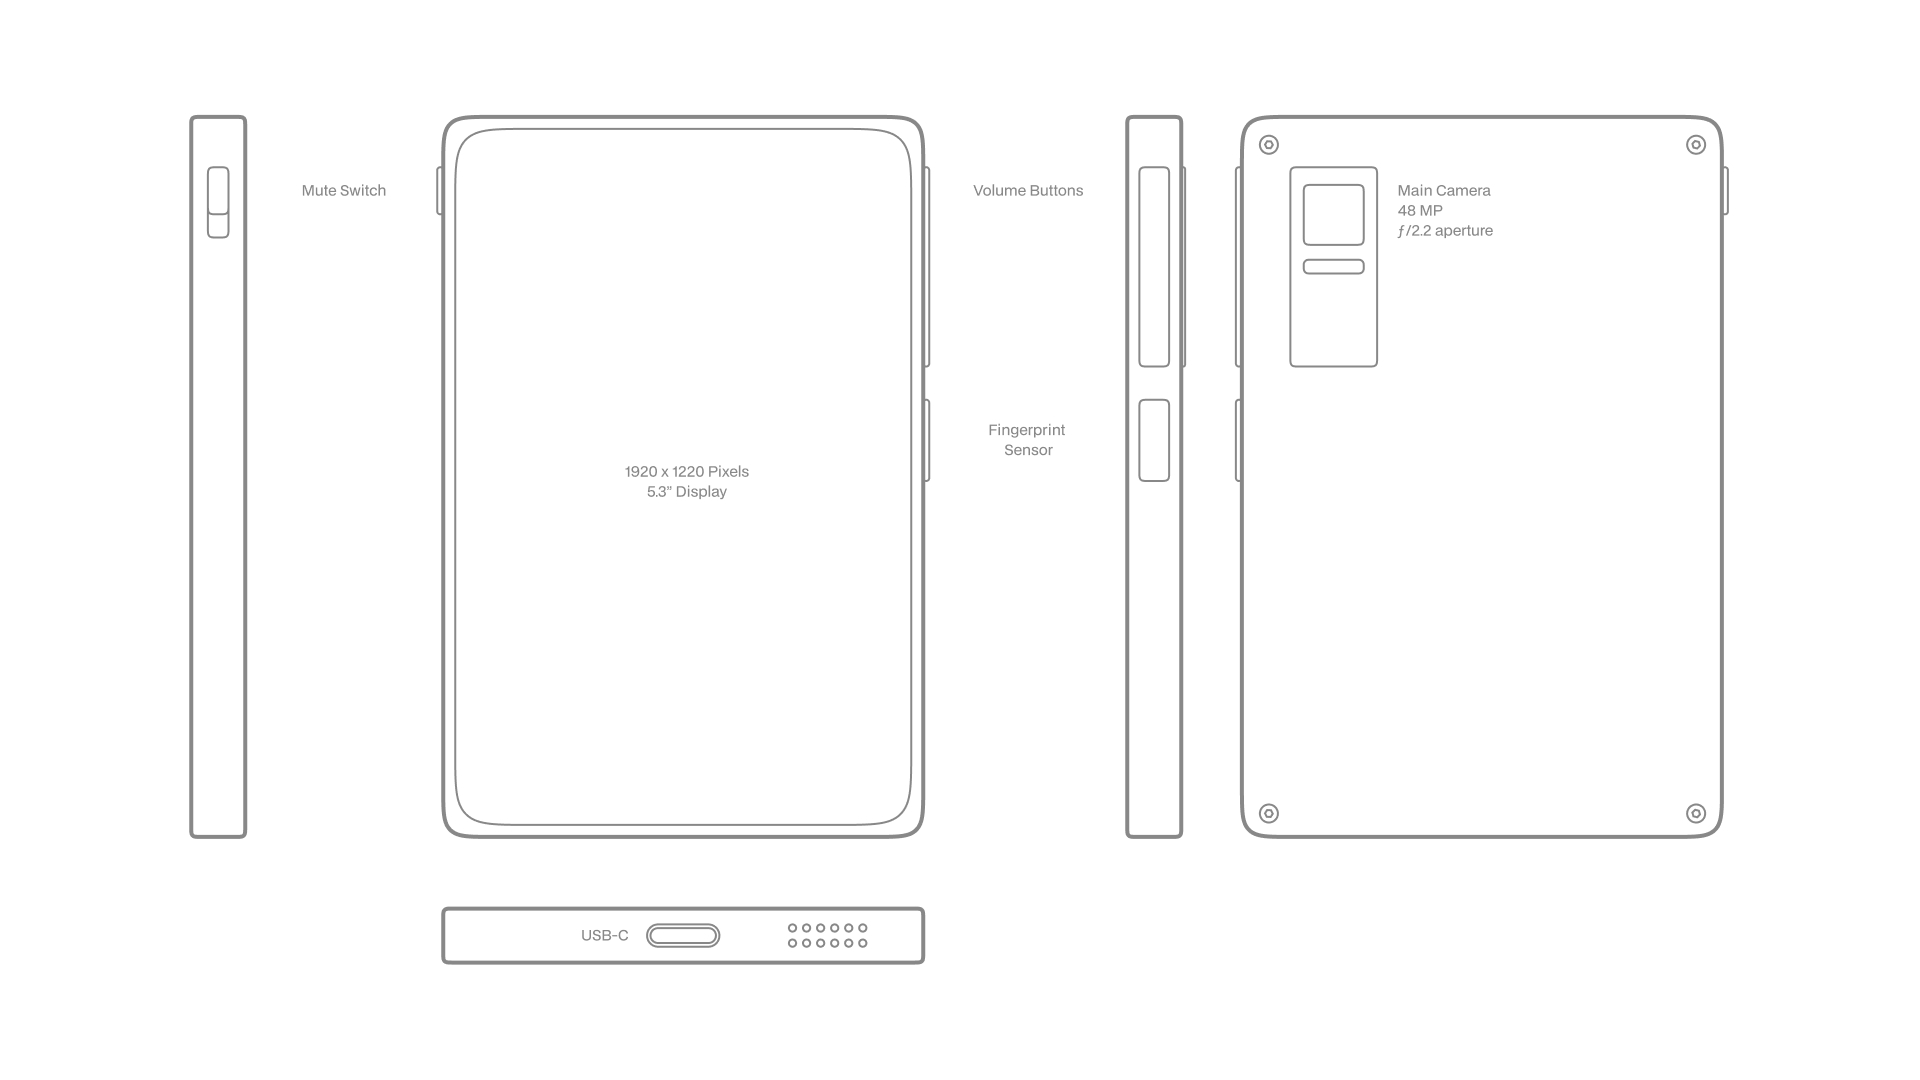 Mute Switch
1920 x 1220 Pixels
5.3” Display
Volume Buttons
Fingerprint
Sensor
Main Camera
48 MP
ƒ/2.2 aperture
USB-C